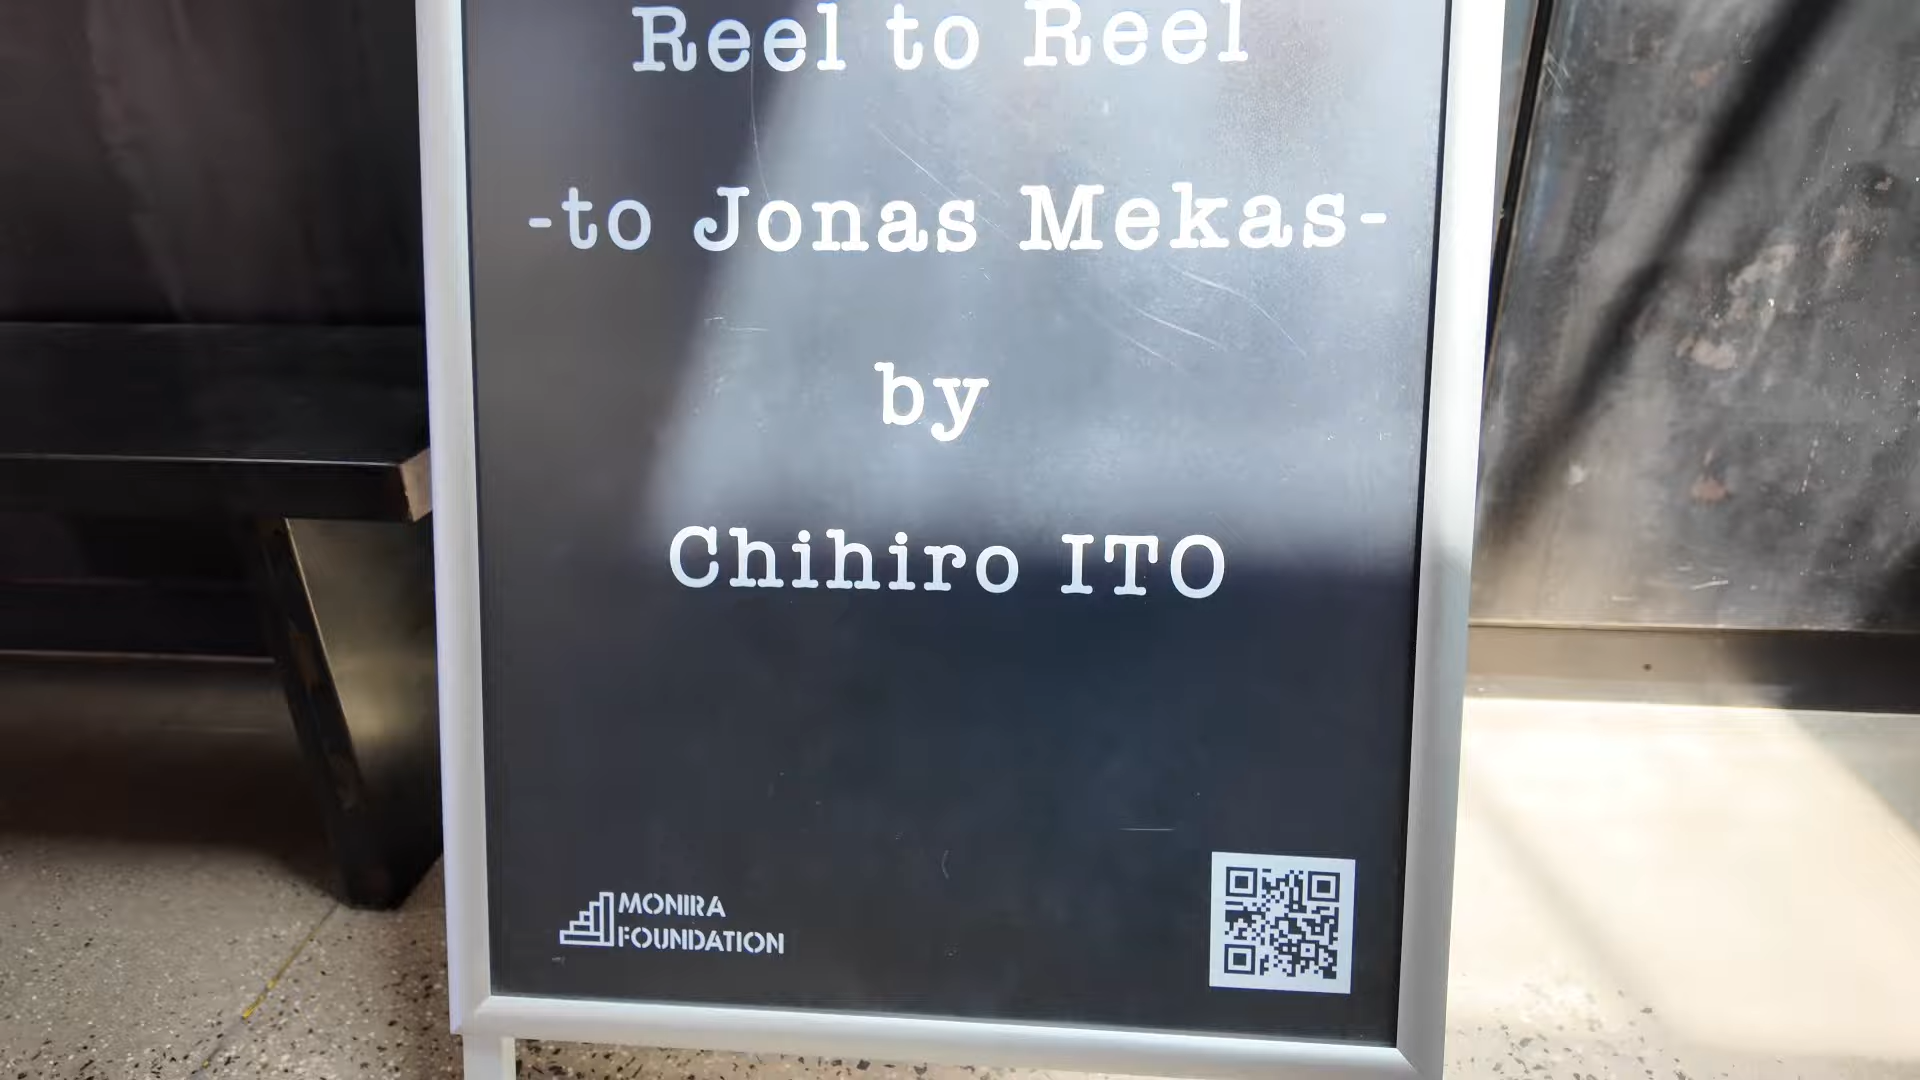 Reel to Reel
-to Jonas Mekas-
by
Chihiro ITO
MONIRA
FOUNDATION